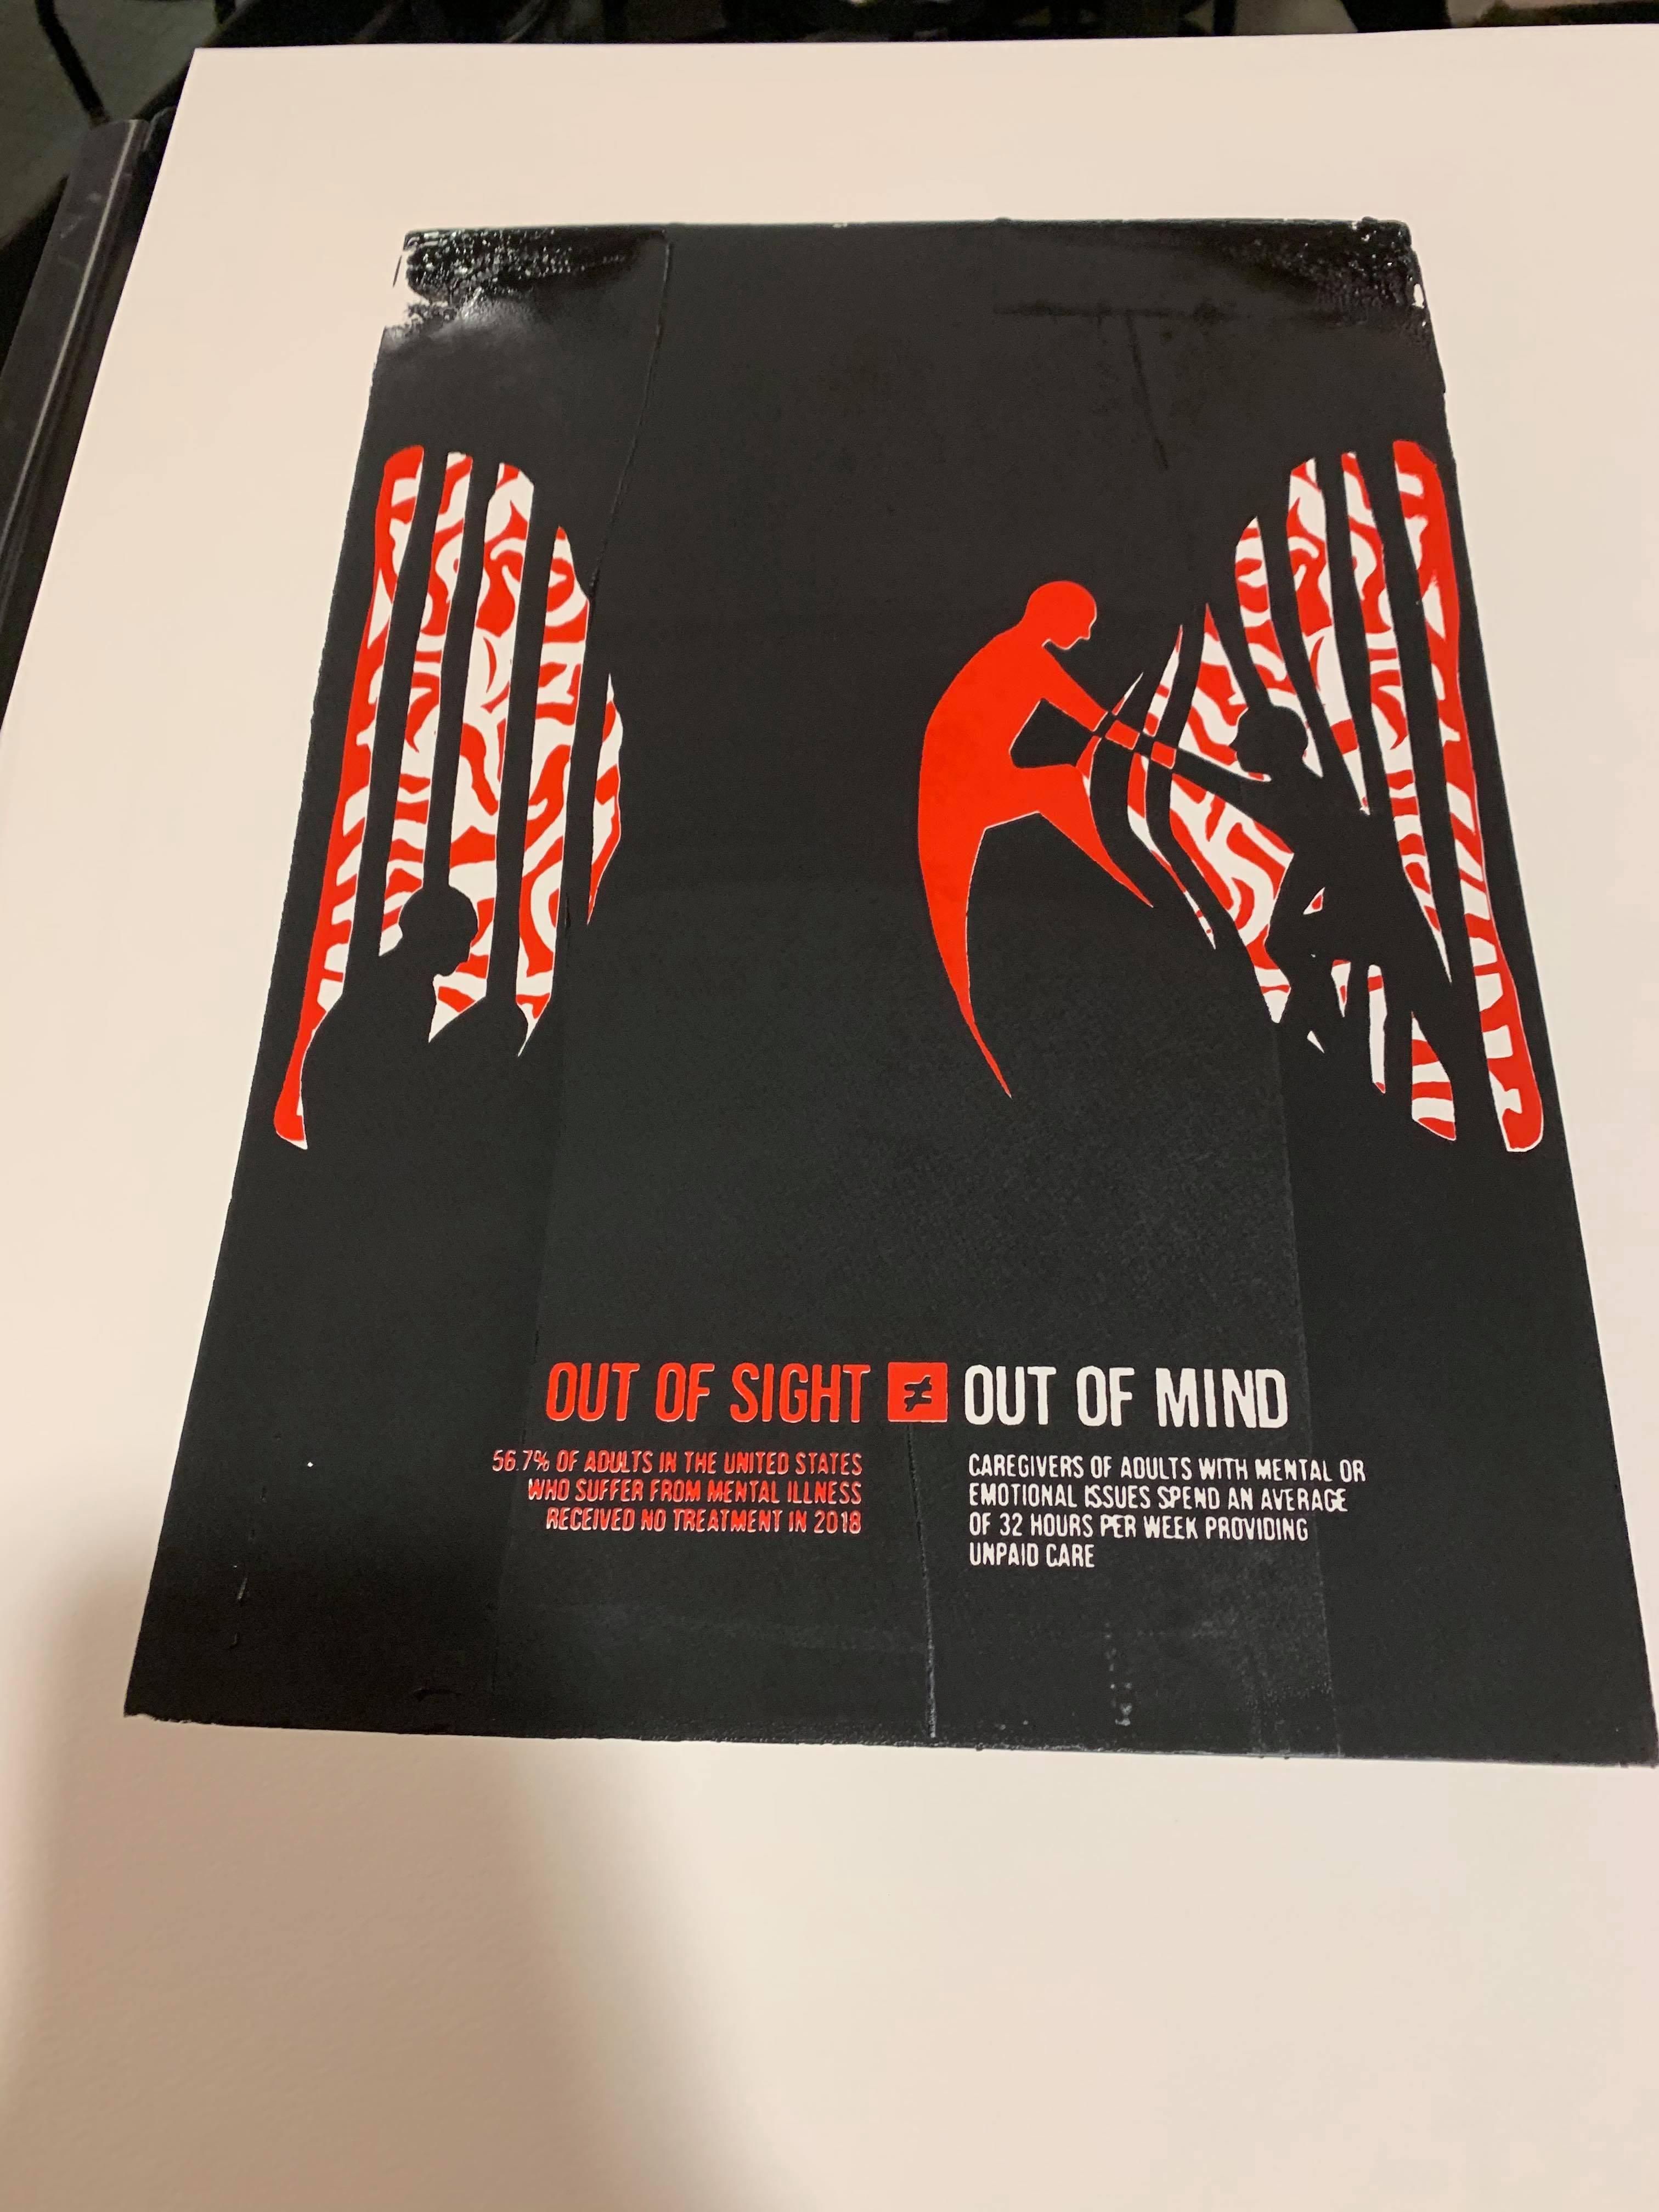 OUT OF SIGHT ≠ OUT OF MIND
56.7% OF ADULTS IN THE UNITED STATES
WHO SUFFER FROM MENTAL ILLNESS
RECEIVED NO TREATMENT IN 2018
CAREGIVERS OF ADULTS WITH MENTAL OR
EMOTIONAL ISSUES SPEND AN AVERAGE
OF 32 HOURS PER WEEK PROVIDING
UNPAID CARE